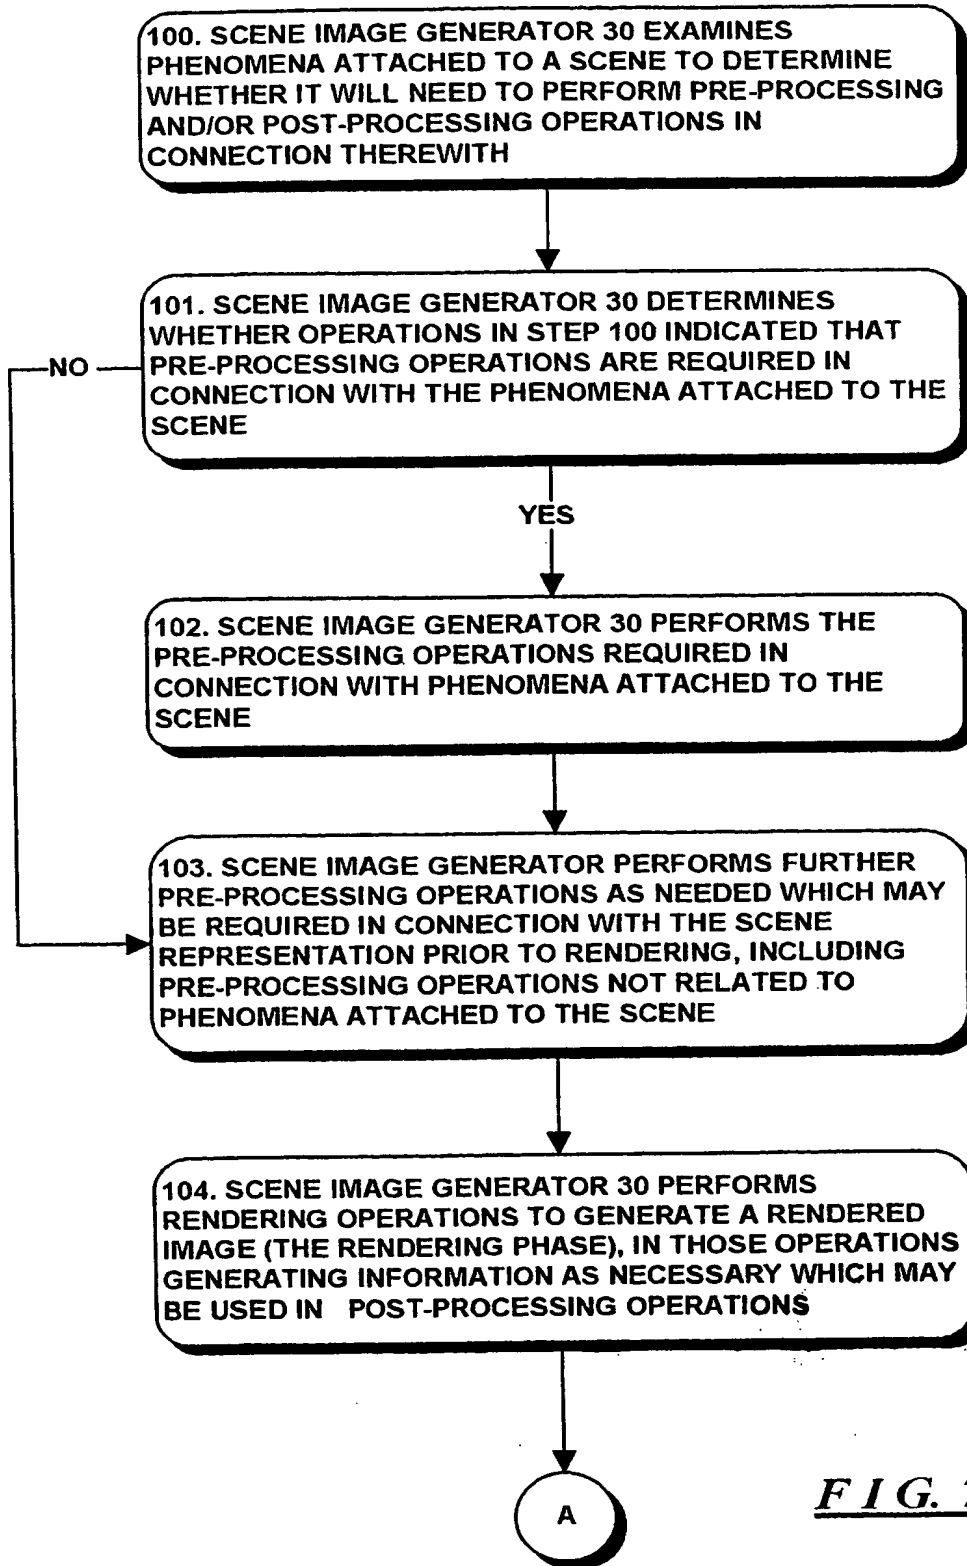 100. SCENE IMAGE GENERATOR 30 EXAMINES
PHENOMENA ATTACHED TO A SCENE TO DETERMINE
WHETHER IT WILL NEED TO PERFORM PRE-PROCESSING
AND/OR POST-PROCESSING OPERATIONS IN
CONNECTION THEREWITH
101. SCENE IMAGE GENERATOR 30 DETERMINES
WHETHER OPERATIONS IN STEP 100 INDICATED THAT
PRE-PROCESSING OPERATIONS ARE REQUIRED IN
CONNECTION WITH THE PHENOMENA ATTACHED TO THE
SCENE
NO
YES
102. SCENE IMAGE GENERATOR 30 PERFORMS THE
PRE-PROCESSING OPERATIONS REQUIRED IN
CONNECTION WITH PHENOMENA ATTACHED TO THE
SCENE
103. SCENE IMAGE GENERATOR PERFORMS FURTHER
PRE-PROCESSING OPERATIONS AS NEEDED WHICH MAY
BE REQUIRED IN CONNECTION WITH THE SCENE
REPRESENTATION PRIOR TO RENDERING, INCLUDING
PRE-PROCESSING OPERATIONS NOT RELATED TO
PHENOMENA ATTACHED TO THE SCENE
104. SCENE IMAGE GENERATOR 30 PERFORMS
RENDERING OPERATIONS TO GENERATE A RENDERED
IMAGE (THE RENDERING PHASE), IN THOSE OPERATIONS
GENERATING INFORMATION AS NECESSARY WHICH MAY
BE USED IN POST-PROCESSING OPERATIONS
A
FIG.